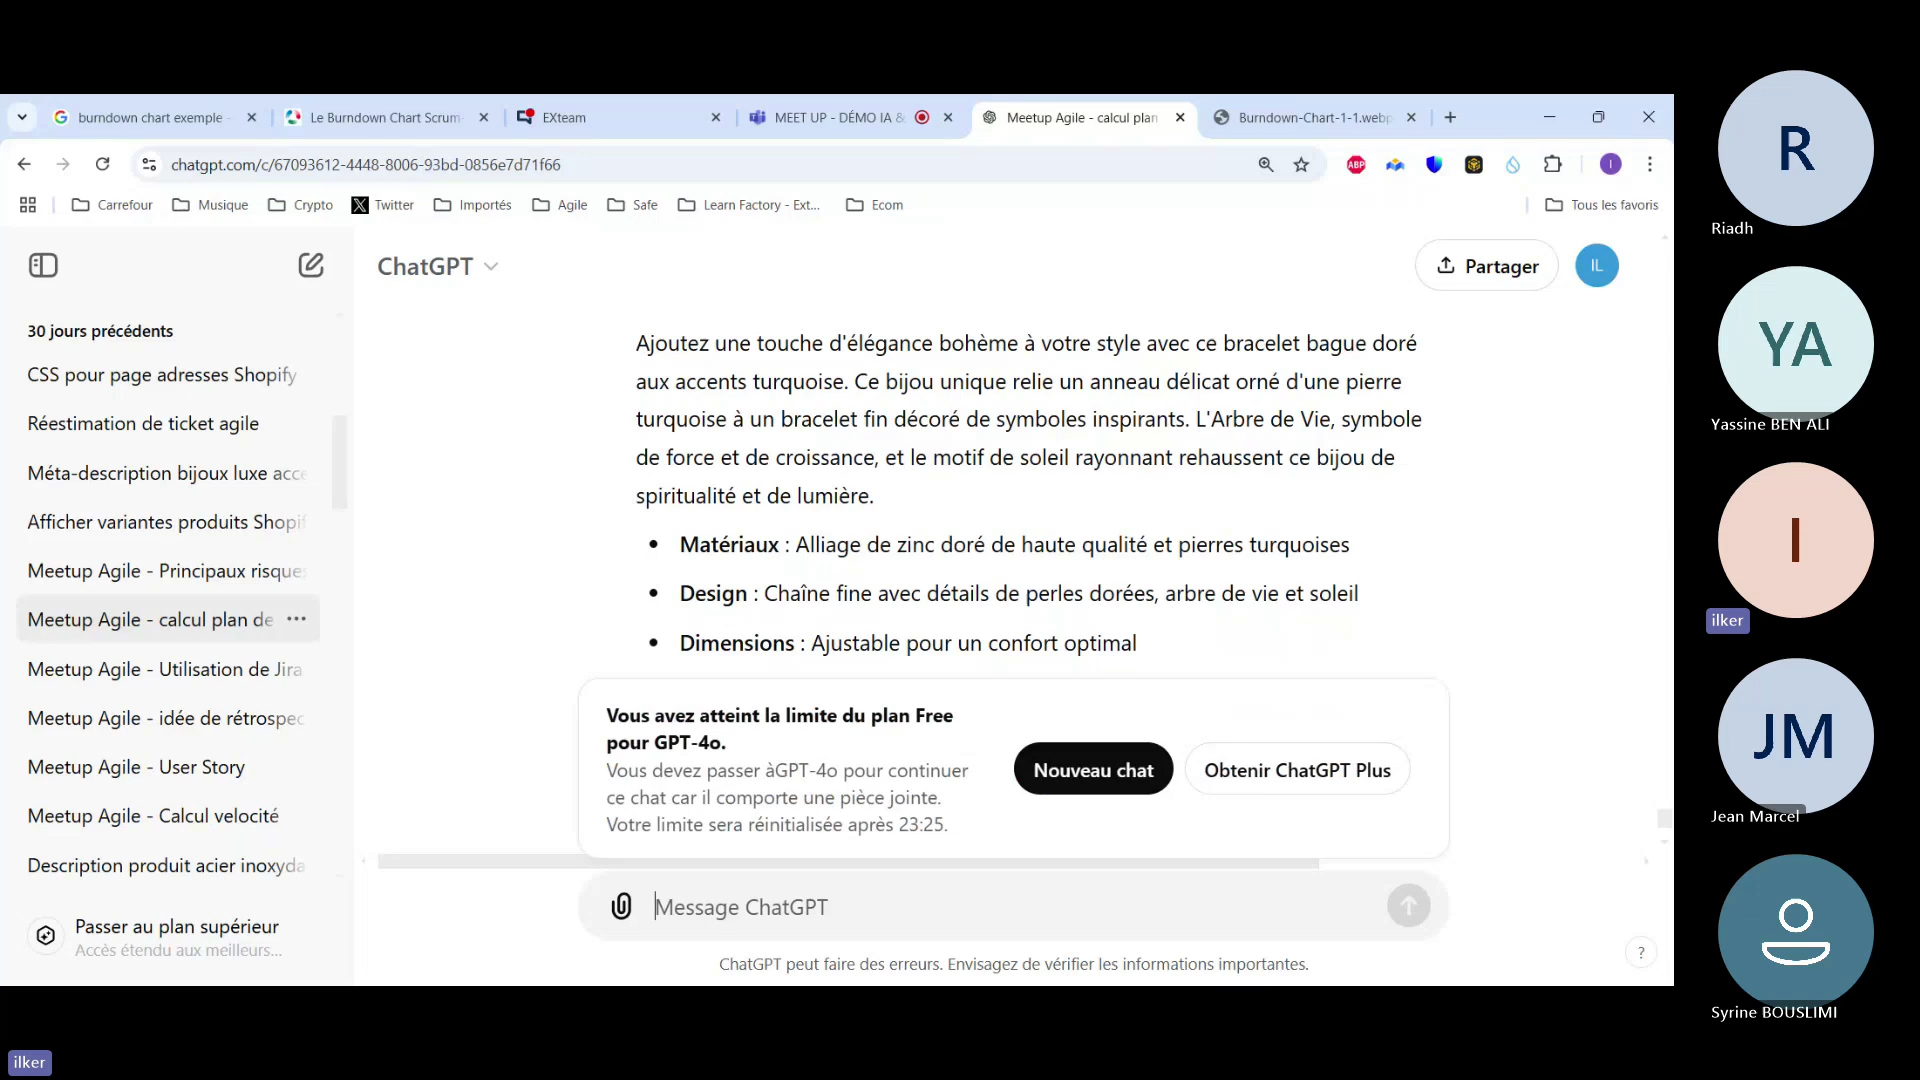 burndown chart exemple -
Le Burndown Chart Scrum
EXteam
MEET UP - DÉMO IA &
Meetup Agile - calcul plan
Burndown-Chart-1-1.webp
chatgpt.com/c/67093612-4448-8006-93bd-0856e7d71f66
ABP
I
Carrefour
Musique
Crypto
Twitter
Importés
Agile
Safe
Learn Factory - Ext...
Ecom
Tous les favoris
ChatGPT
Partager
IL
30 jours précédents
CSS pour page adresses Shopify
Réestimation de ticket agile
Méta-description bijoux luxe acce
Afficher variantes produits Shopif
Meetup Agile - Principaux risques
Meetup Agile - calcul plan de
Meetup Agile - Utilisation de Jira
Meetup Agile - idée de rétrospec
Meetup Agile - User Story
Meetup Agile - Calcul velocité
Description produit acier inoxyda
Passer au plan supérieur
Accès étendu aux meilleurs...
Ajoutez une touche d'élégance bohème à votre style avec ce bracelet bague doré
aux accents turquoise. Ce bijou unique relie un anneau délicat orné d'une pierre
turquoise à un bracelet fin décoré de symboles inspirants. L'Arbre de Vie, symbole
de force et de croissance, et le motif de soleil rayonnant rehaussent ce bijou de
spiritualité et de lumière.
• Matériaux : Alliage de zinc doré de haute qualité et pierres turquoises
• Design : Chaîne fine avec détails de perles dorées, arbre de vie et soleil
• Dimensions : Ajustable pour un confort optimal
Vous avez atteint la limite du plan Free
pour GPT-4o.
Vous devez passer àGPT-4o pour continuer
ce chat car il comporte une pièce jointe.
Votre limite sera réinitialisée après 23:25.
Nouveau chat
Obtenir ChatGPT Plus
Message ChatGPT
ChatGPT peut faire des erreurs. Envisagez de vérifier les informations importantes.
?
R
Riadh
YA
Yassine BEN ALI
I
ilker
JM
Jean Marcel
Syrine BOUSLIMI
ilker